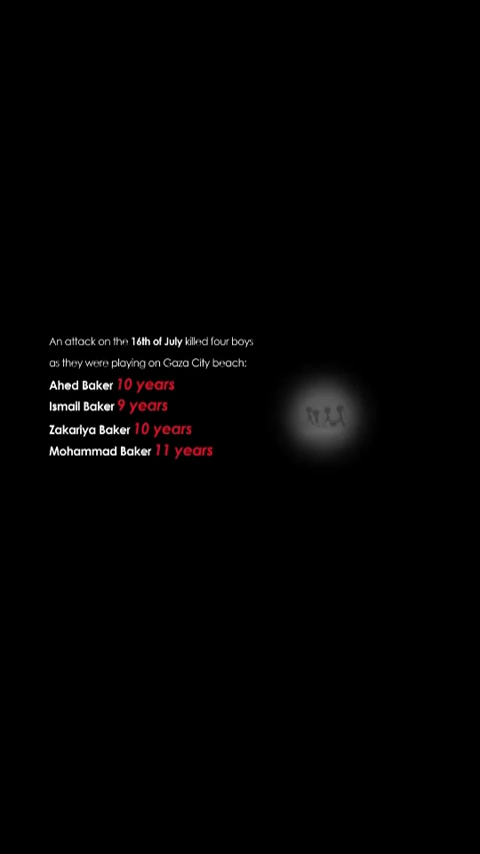 An attack on the 16th of July killed four boys
as they were playing on Gaza City beach:
Ahed Baker 10 years
Ismail Baker 9 years
Zakariya Baker 10 years
Mohammad Baker 11 years